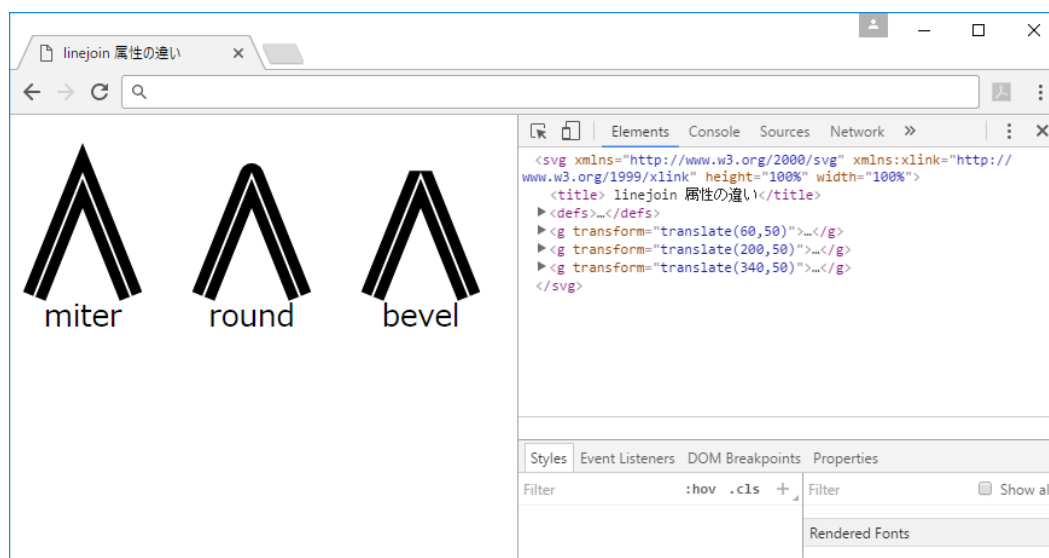 linejoin 属性の違い
miter
round
bevel
Elements Console Sources Network »
<svg xmlns="http://www.w3.org/2000/svg" xmlns:xlink="http://
www.w3.org/1999/xlink" height="100%" width="100%">
<title> linejoin 属性の違い</title>
▶<defs>…</defs>
▶<g transform="translate(60,50)">…</g>
▶<g transform="translate(200,50)">…</g>
▶<g transform="translate(340,50)">…</g>
</svg>
Styles Event Listeners DOM Breakpoints Properties
Filter :hov .cls +
Filter Show al
Rendered Fonts